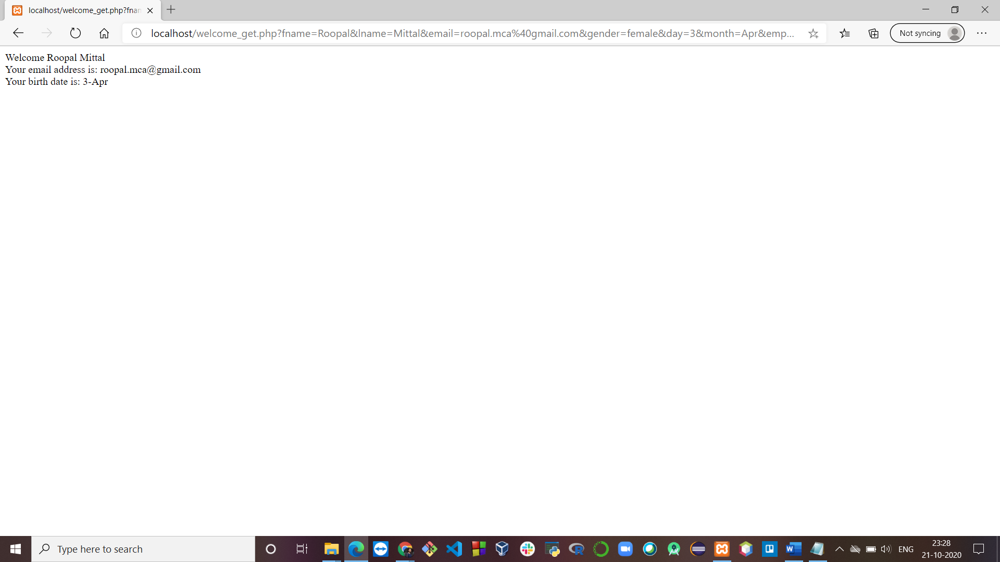 localhost/welcome_get.php?fnan
localhost/welcome_get.php?fname=Roopal&lname=Mittal&email=roopal.mca%40gmail.com&gender=female&day=3&month=Apr&emp...
Not syncing
Welcome Roopal Mittal
Your email address is: roopal.mca@gmail.com
Your birth date is: 3-Apr
Type here to search
ENG
23:28
21-10-2020